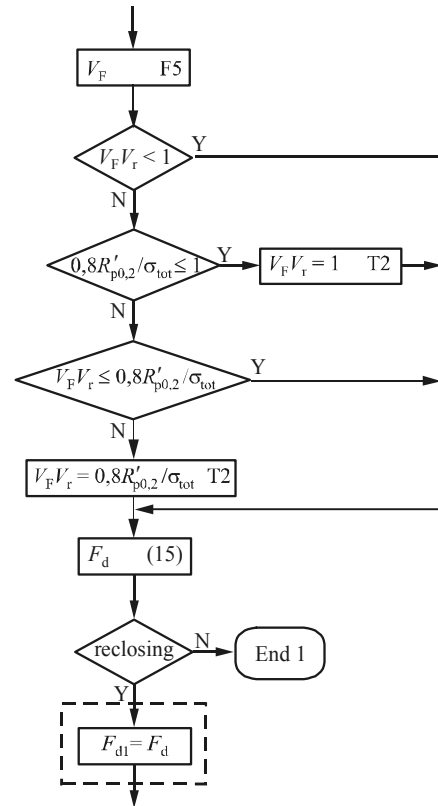 V_F F5
V_F V_r < 1
Y
N
0,8R′_p0,2/σ_tot ≤ 1
Y
V_F V_r = 1 T2
N
V_F V_r ≤ 0,8R′_p0,2/σ_tot
Y
N
V_F V_r = 0,8R′_p0,2/σ_tot T2
F_d (15)
reclosing
N
End 1
Y
F_d1 = F_d